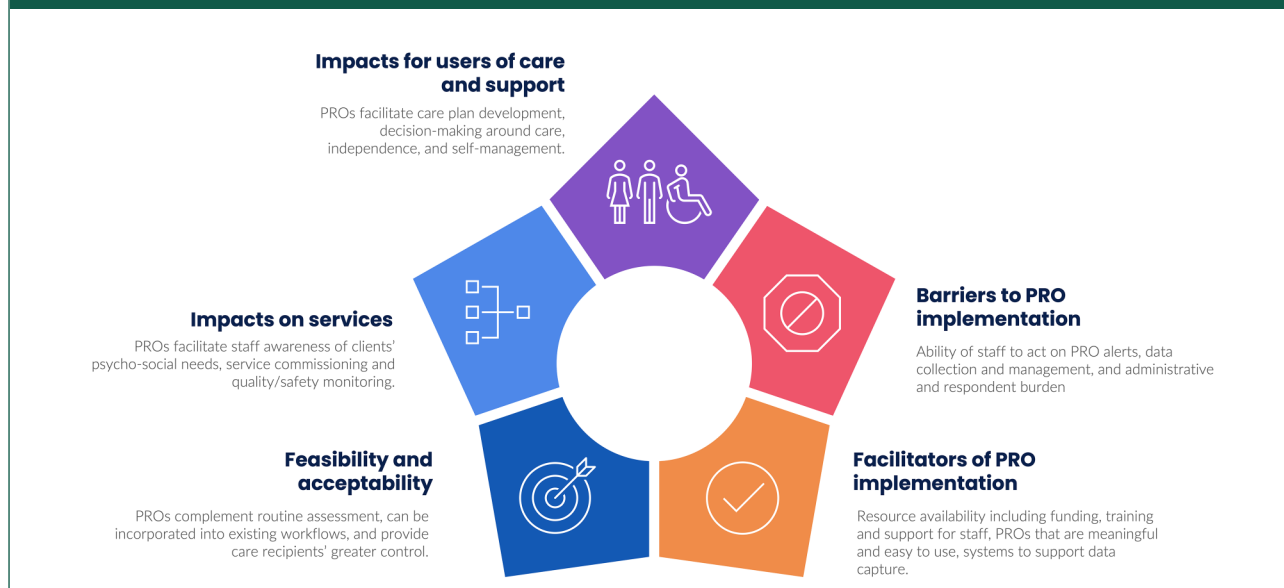 Impacts for users of care
and support
PROs facilitate care plan development,
decision-making around care,
independence, and self-management.
Impacts on services
PROs facilitate staff awareness of clients'
psycho-social needs, service commissioning and
quality/safety monitoring.
Feasibility and
acceptability
PROs complement routine assessment, can be
incorporated into existing workflows, and provide
care recipients' greater control.
Barriers to PRO
implementation
Ability of staff to act on PRO alerts, data
collection and management, and administrative
and respondent burden
Facilitators of PRO
implementation
Resource availability including funding, training
and support for staff, PROs that are meaningful
and easy to use, systems to support data
capture.